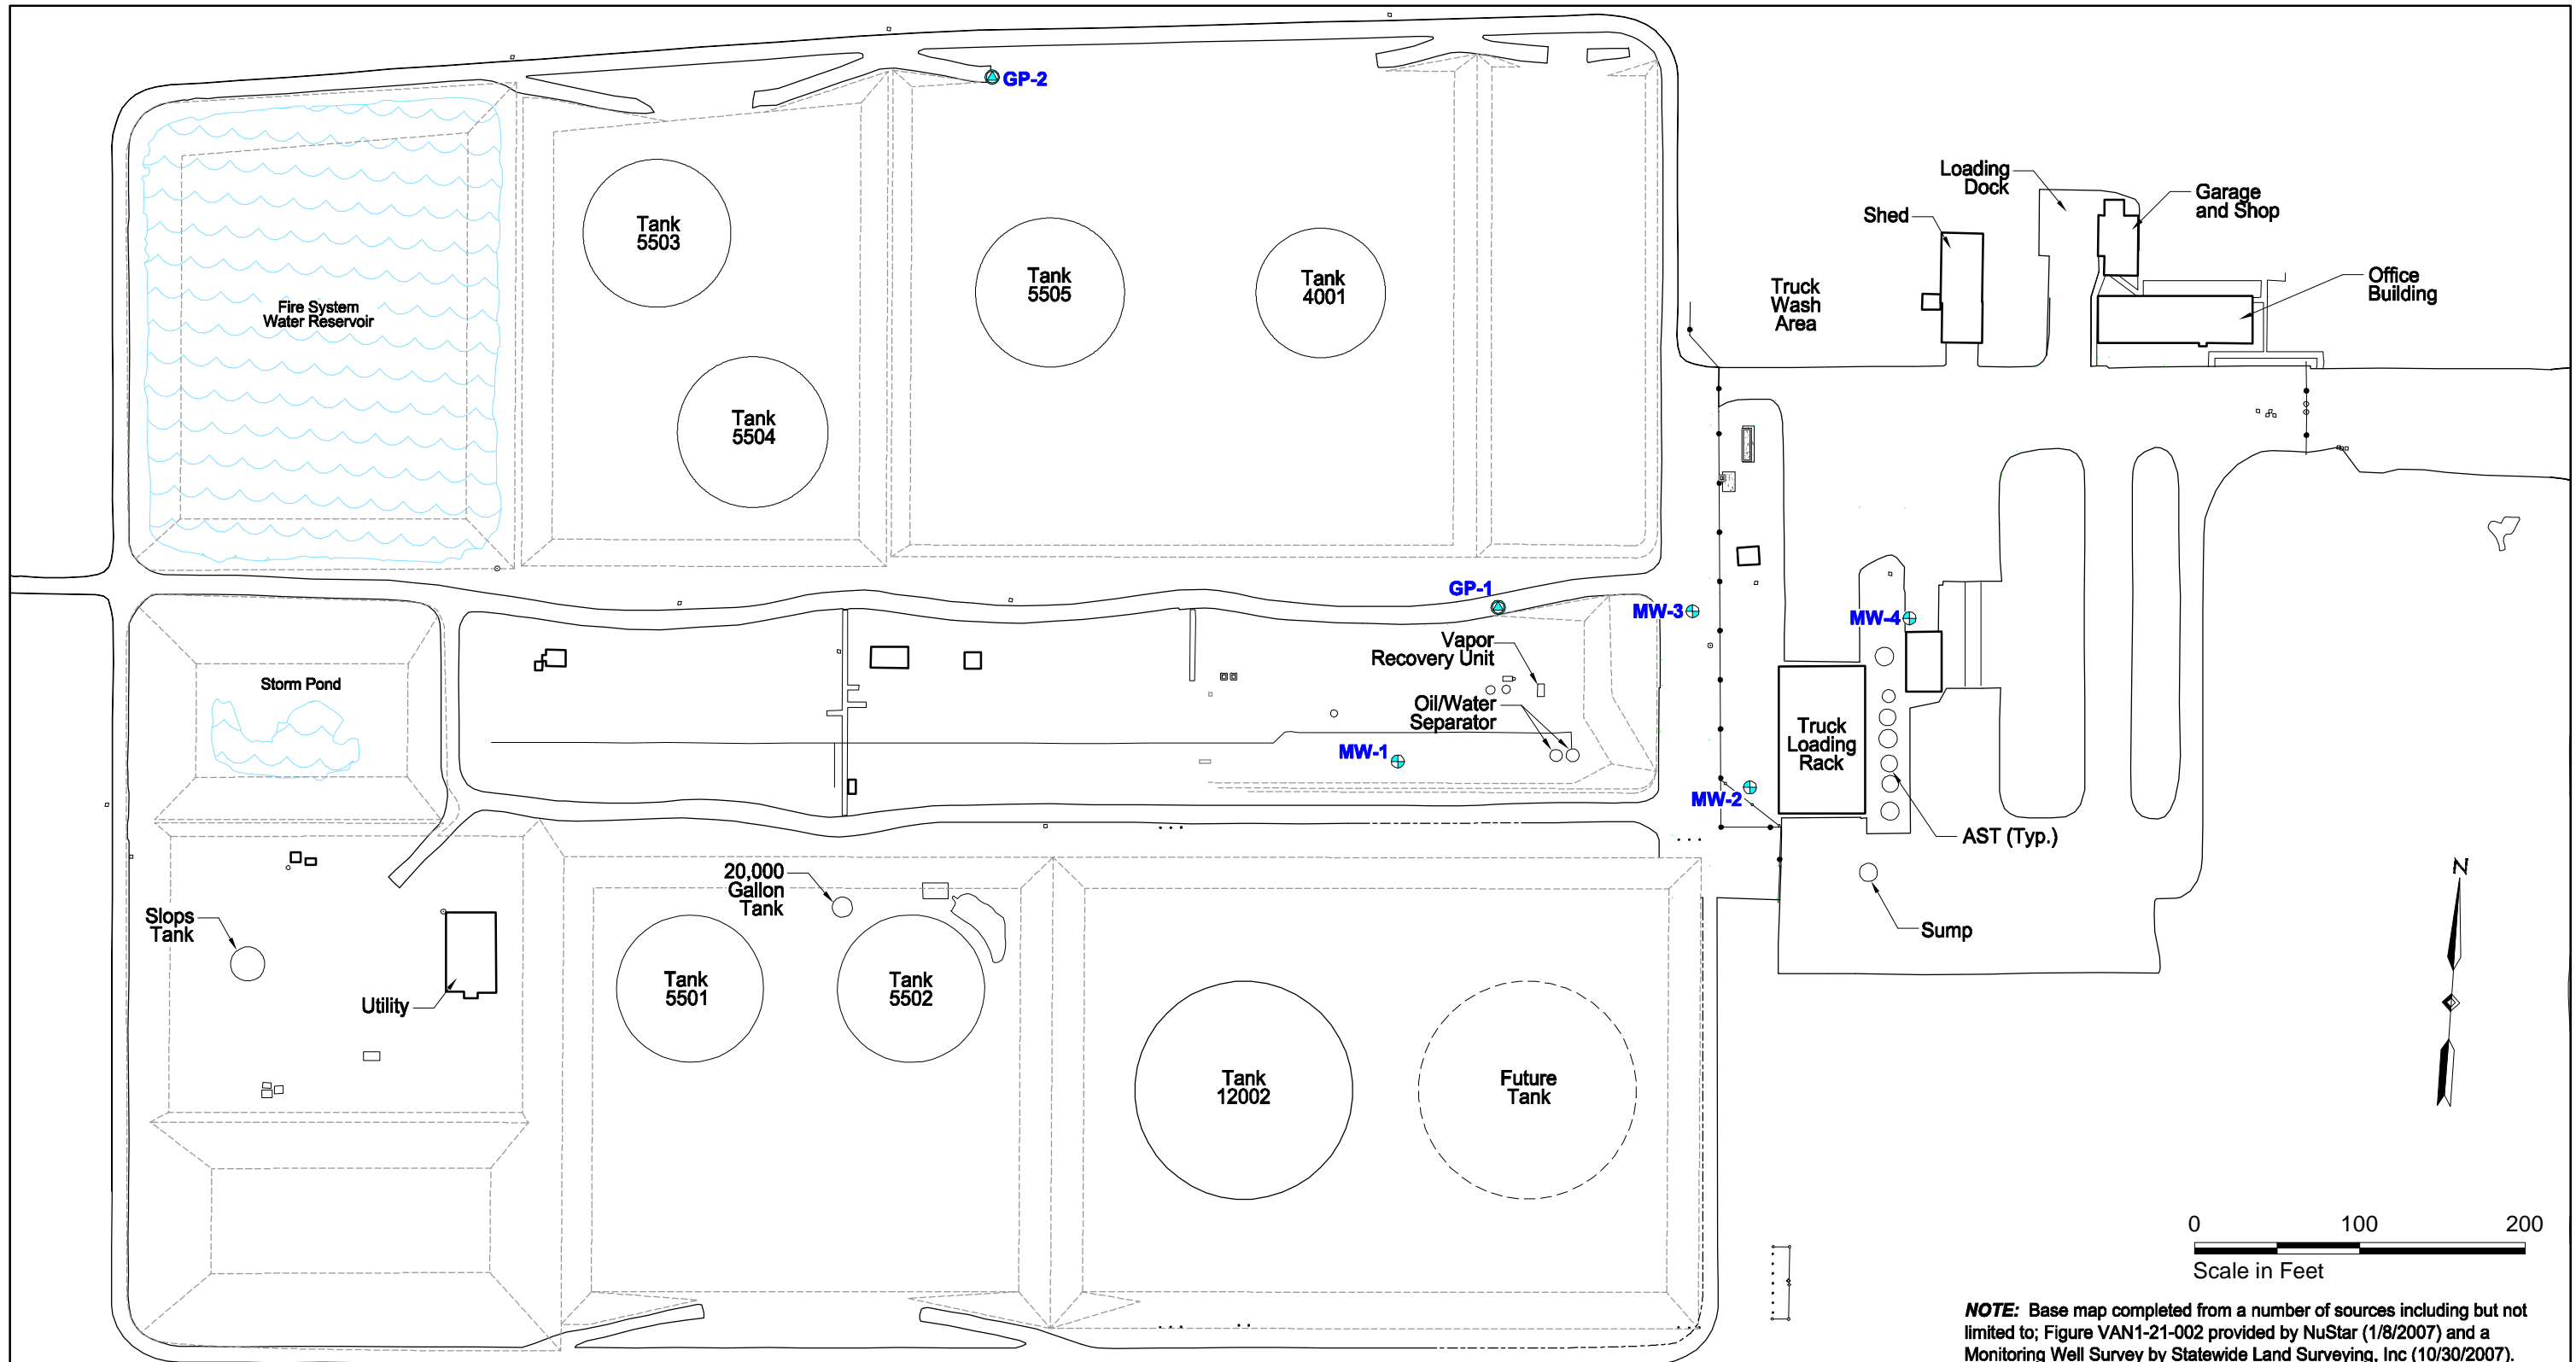 GP-2
Loading
Dock
Garage
and Shop
Shed
Tank
5503
Office
Building
Tank
5505
Tank
4001
Truck
Wash
Area
Fire System
Water Reservoir
Tank
5504
GP-1
MW-3
MW-4
Vapor
Recovery Unit
Storm Pond
Oil/Water
Separator
Truck
Loading
Rack
MW-1
MW-2
AST (Typ.)
20,000
Gallon
Tank
N
Slops
Tank
Sump
Tank
5501
Tank
5502
Utility
Tank
12002
Future
Tank
0 100 200
Scale in Feet
NOTE: Base map completed from a number of sources including but not
limited to; Figure VAN1-21-002 provided by NuStar (1/8/2007) and a
Monitoring Well Survey by Statewide Land Surveying, Inc (10/30/2007).